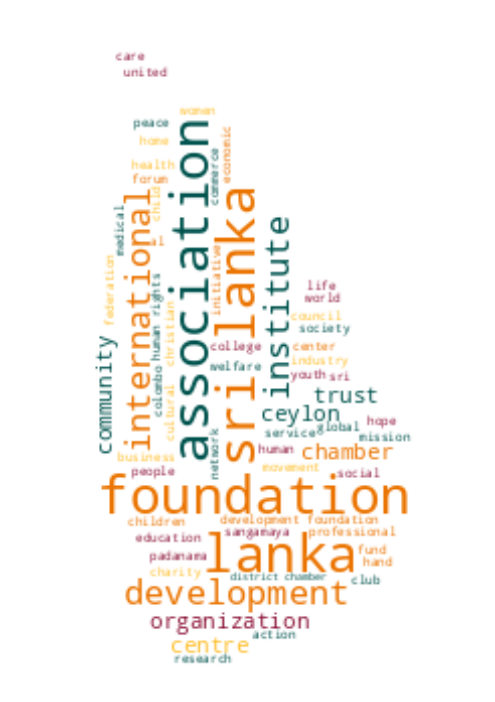 care
united
women
peace
home
health
forum
child
al
medical
federation
international
community
colombo
human rights
christian
cultural
association
commerce
economic
initiative
sri lanka
institute
college
welfare
network
life
world
council
society
center
industry
youth
sri
trust
ceylon
hope
service
global
mission
human
chamber
movement
social
business
people
foundation
children
development foundation
education
sangamaya
professional
padanama
lanka
fund
hand
charity
district chamber
club
development
organization
action
centre
research